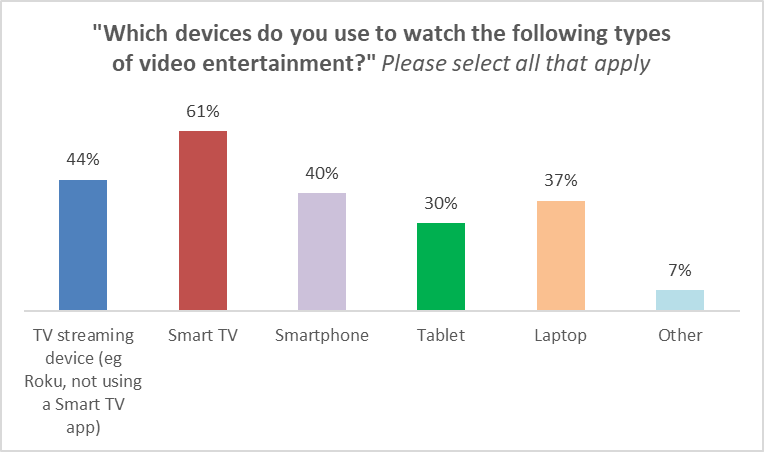 "Which devices do you use to watch the following types
of video entertainment?" Please select all that apply
61%
44%
40%
37%
30%
7%
TV streaming
device (eg
Roku, not using
a Smart TV
app)
Smart TV
Smartphone
Tablet
Laptop
Other